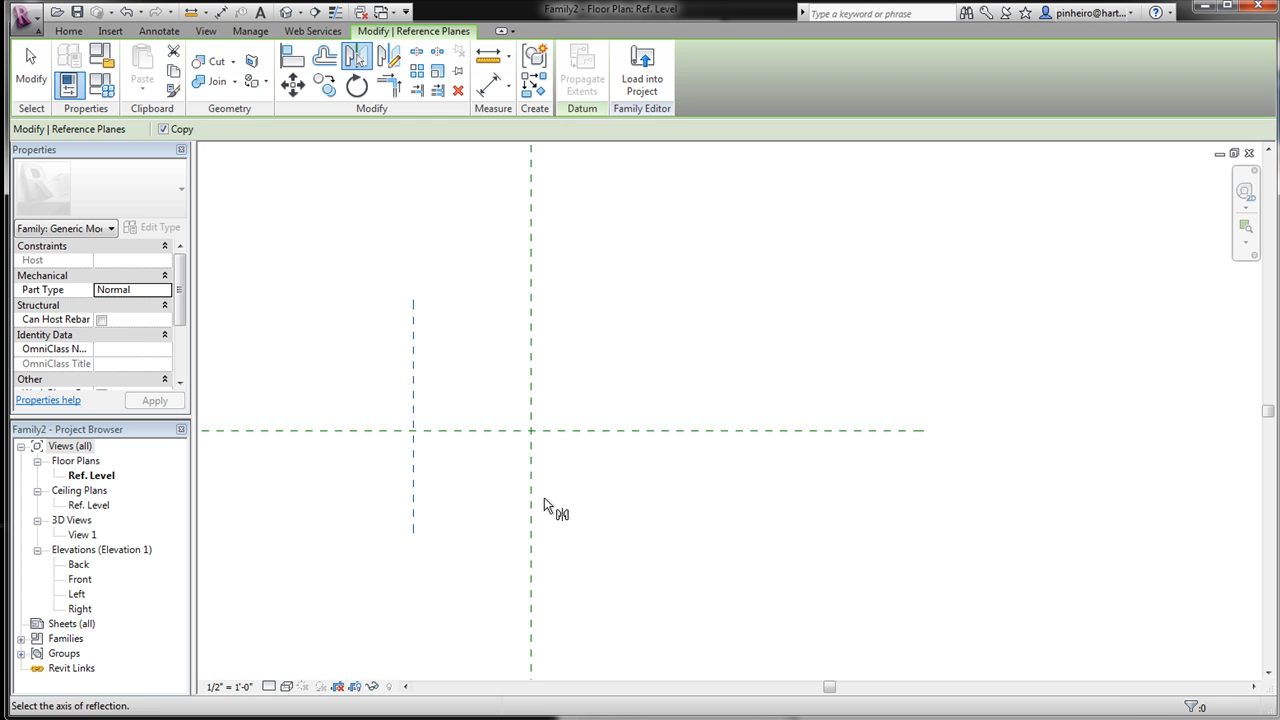 Family2 - Floor Plan: Ref. Level
Type a keyword or phrase
pinheiro@hart...
Home Insert Annotate View Manage Web Services Modify | Reference Planes
Modify
Paste
Cut
Join
Propagate Extents
Load into Project
Select Properties Clipboard Geometry Modify Measure Create Datum Family Editor
Modify | Reference Planes Copy
Properties
Family: Generic Mo Edit Type
Constraints
Host
Mechanical
Part Type Normal
Structural
Can Host Rebar
Identity Data
OmniClass N...
OmniClass Title
Other
Properties help Apply
Family2 - Project Browser
Views (all)
Floor Plans
Ref. Level
Ceiling Plans
Ref. Level
3D Views
View 1
Elevations (Elevation 1)
Back
Front
Left
Right
Sheets (all)
Families
Groups
Revit Links
1/2" = 1'-0"
Select the axis of reflection.
:0
2D